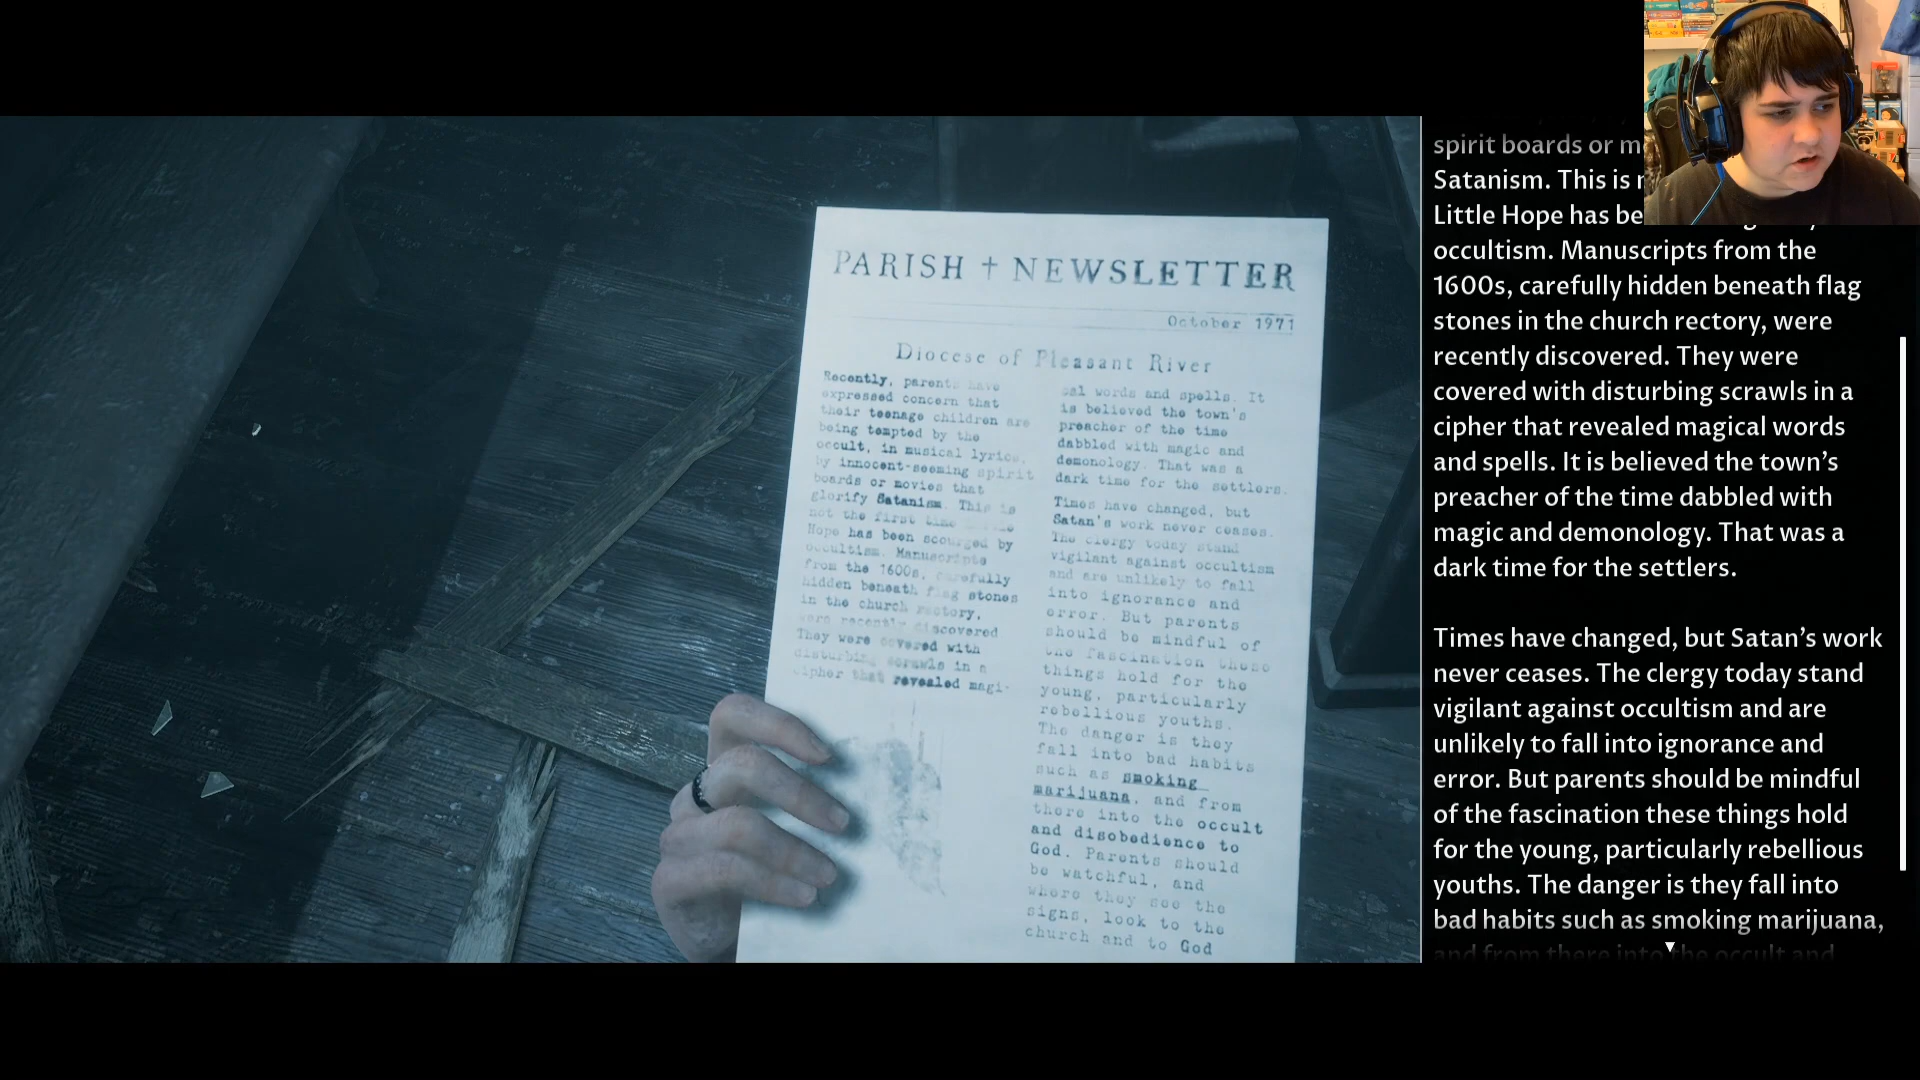 PARISH † NEWSLETTER
October 1971
Diocese of Pleasant River
Recently, parents have
expressed concern that
their teenage children are
being tempted by the
occult, in musical lyrics,
by innocent-seeming spirit
boards or movies that
glorify Satanism. This is
not the first time Little
Hope has been scourged by
occultism. Manuscripts
from the 1600s, carefully
hidden beneath flag stones
in the church rectory,
were recently discovered
They were covered with
disturbing scrawls in a
cipher that revealed magi-
cal words and spells. It
is believed the town's
preacher of the time
dabbled with magic and
demonology. That was a
dark time for the settlers.
Times have changed, but
Satan's work never ceases.
The clergy today stand
vigilant against occultism
and are unlikely to fall
into ignorance and
error. But parents
should be mindful of
the fascination these
things hold for the
young, particularly
rebellious youths.
The danger is they
fall into bad habits
such as smoking
marijuana, and from
there into the occult
and disobedience to
God. Parents should
be watchful, and
where they see the
signs, look to the
church and to God
spirit boards or m
Satanism. This is
Little Hope has be
occultism. Manuscripts from the
1600s, carefully hidden beneath flag
stones in the church rectory, were
recently discovered. They were
covered with disturbing scrawls in a
cipher that revealed magical words
and spells. It is believed the town's
preacher of the time dabbled with
magic and demonology. That was a
dark time for the settlers.
Times have changed, but Satan's work
never ceases. The clergy today stand
vigilant against occultism and are
unlikely to fall into ignorance and
error. But parents should be mindful
of the fascination these things hold
for the young, particularly rebellious
youths. The danger is they fall into
bad habits such as smoking marijuana,
and from there into the occult and